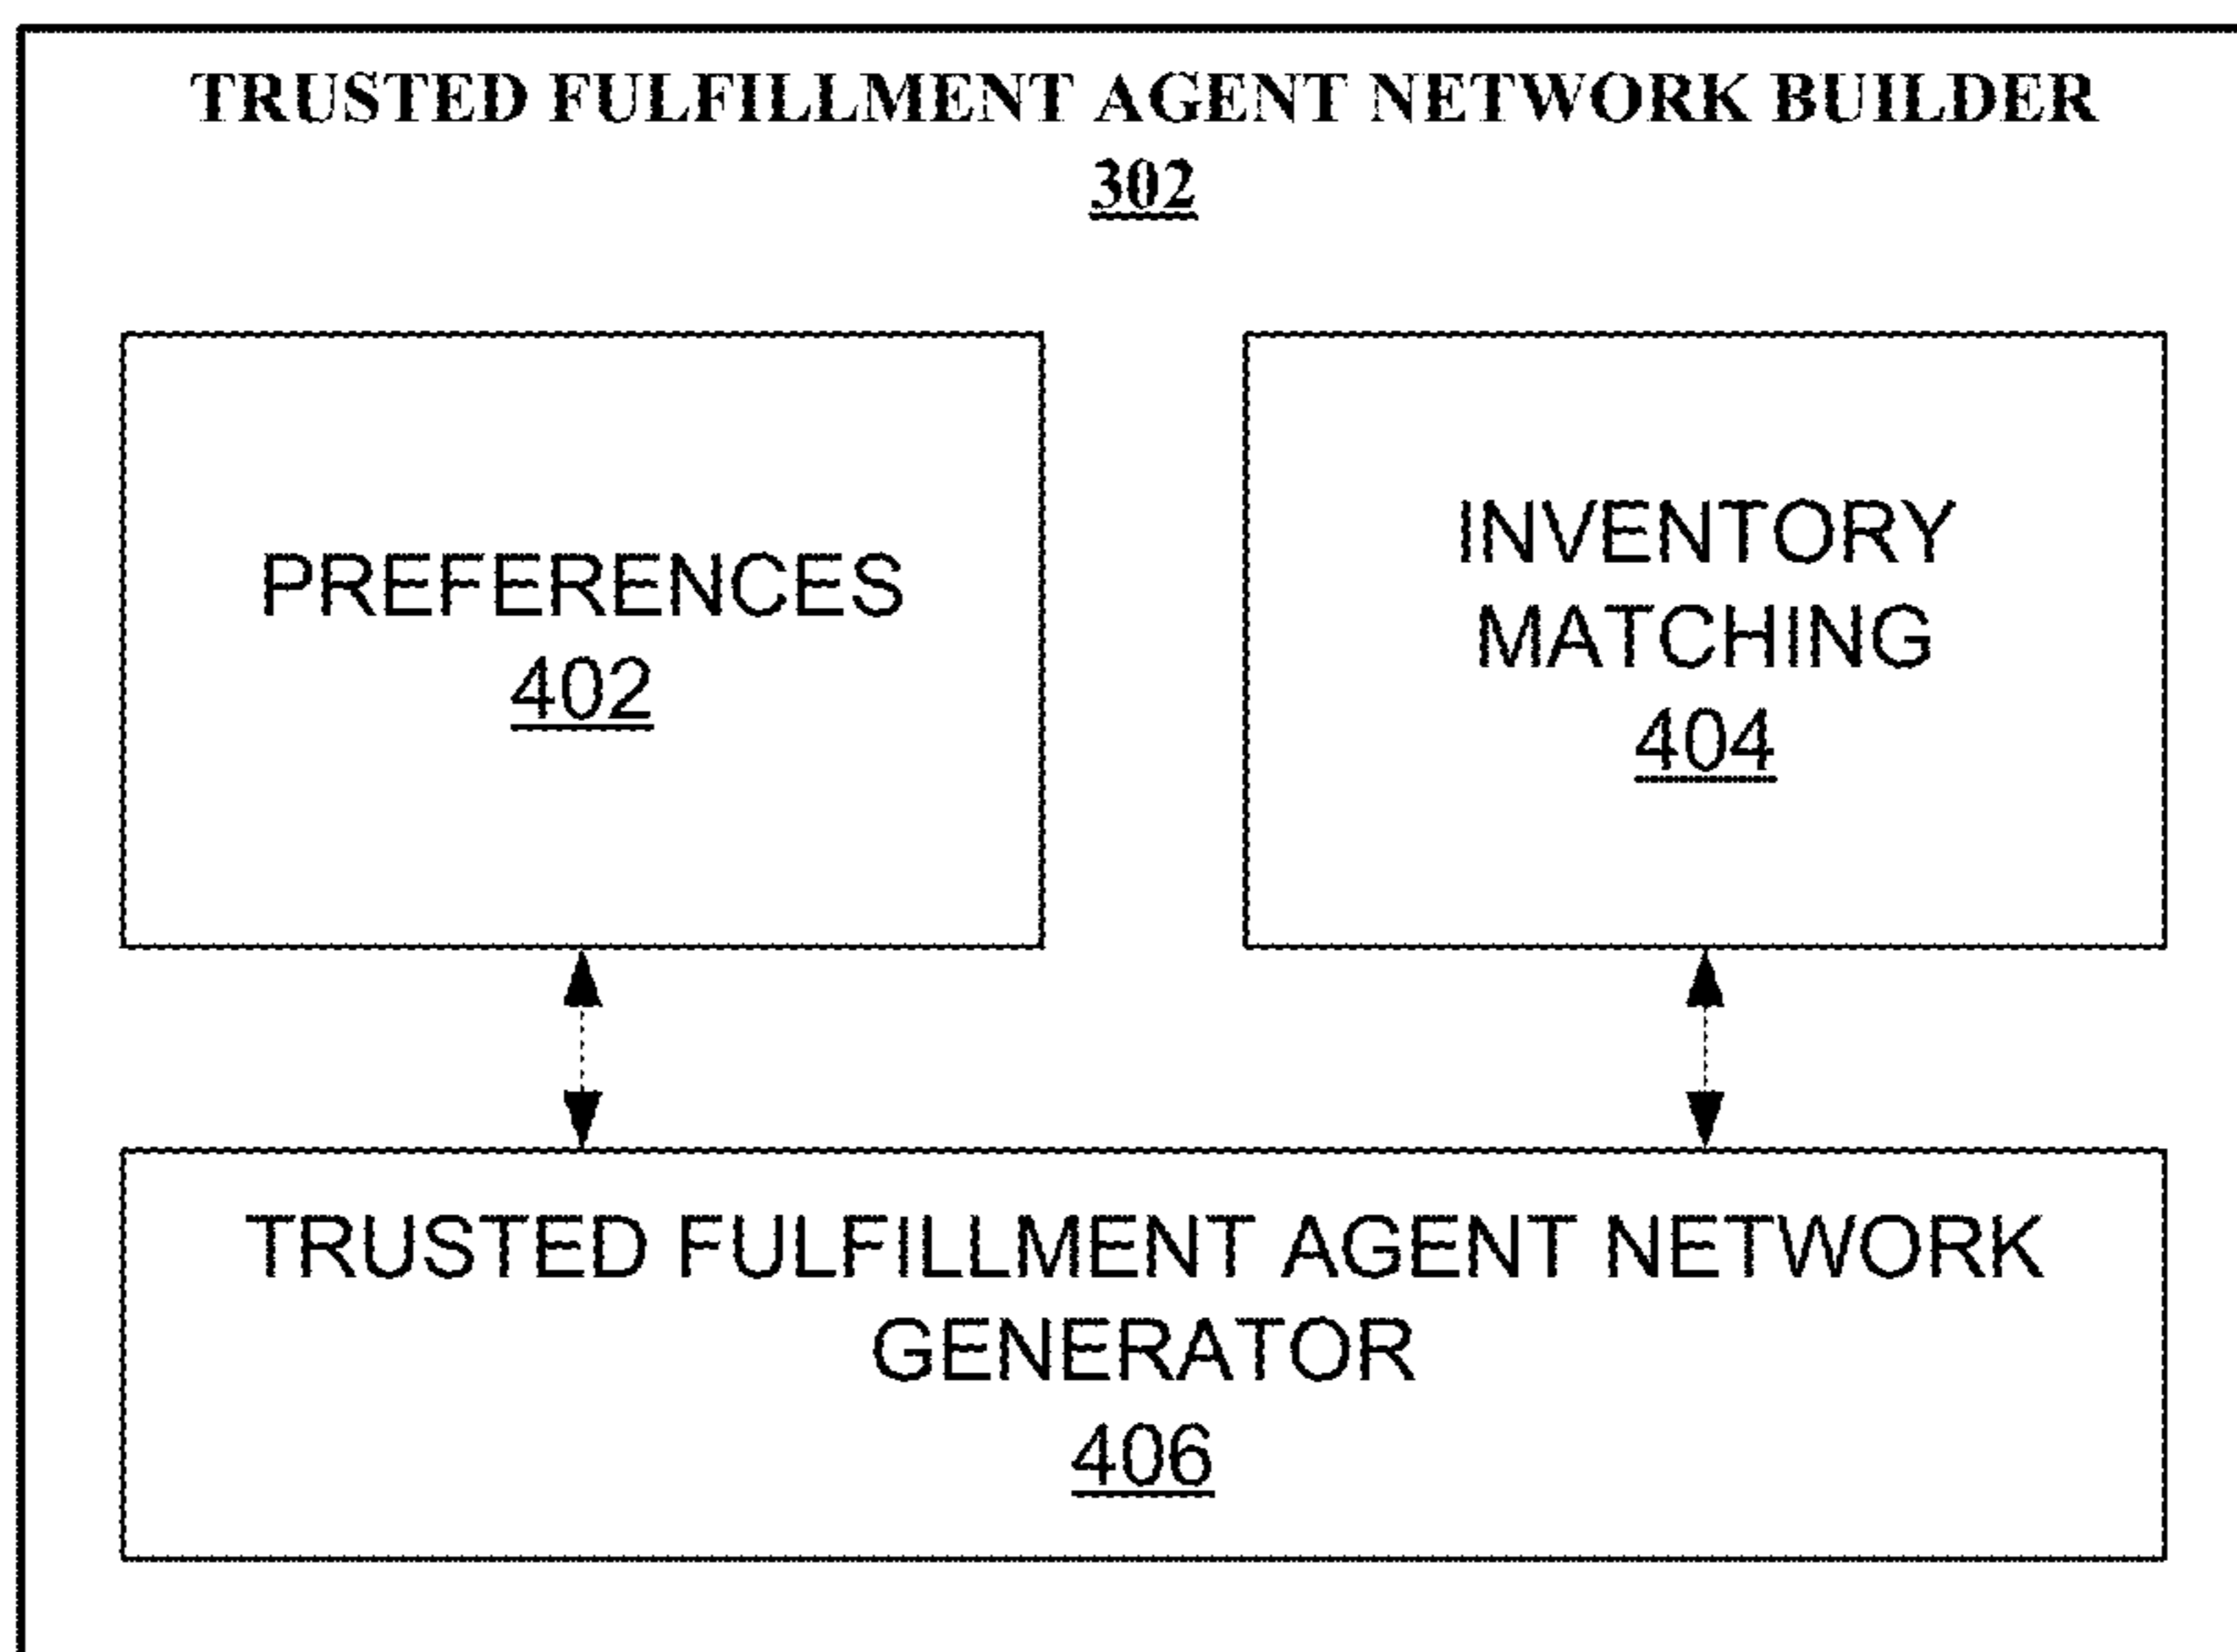 TRUSTED FULFILLMENT AGENT NETWORK BUILDER
302
PREFERENCES
402
INVENTORY
MATCHING
404
TRUSTED FULFILLMENT AGENT NETWORK
GENERATOR
406